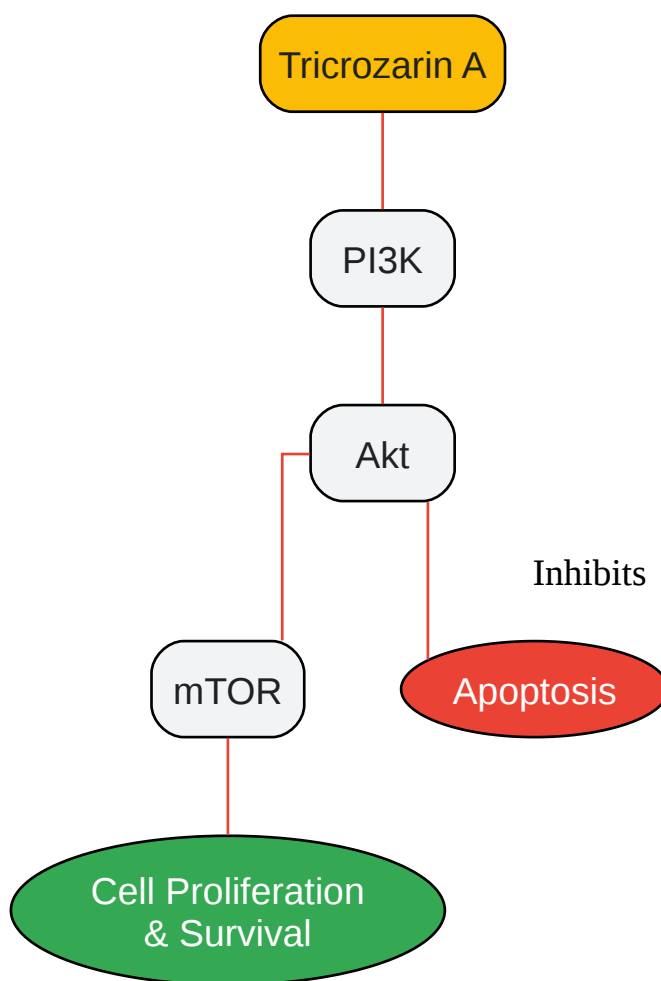 Tricrozarin A
PI3K
Akt
Inhibits
mTOR
Apoptosis
Cell Proliferation
& Survival